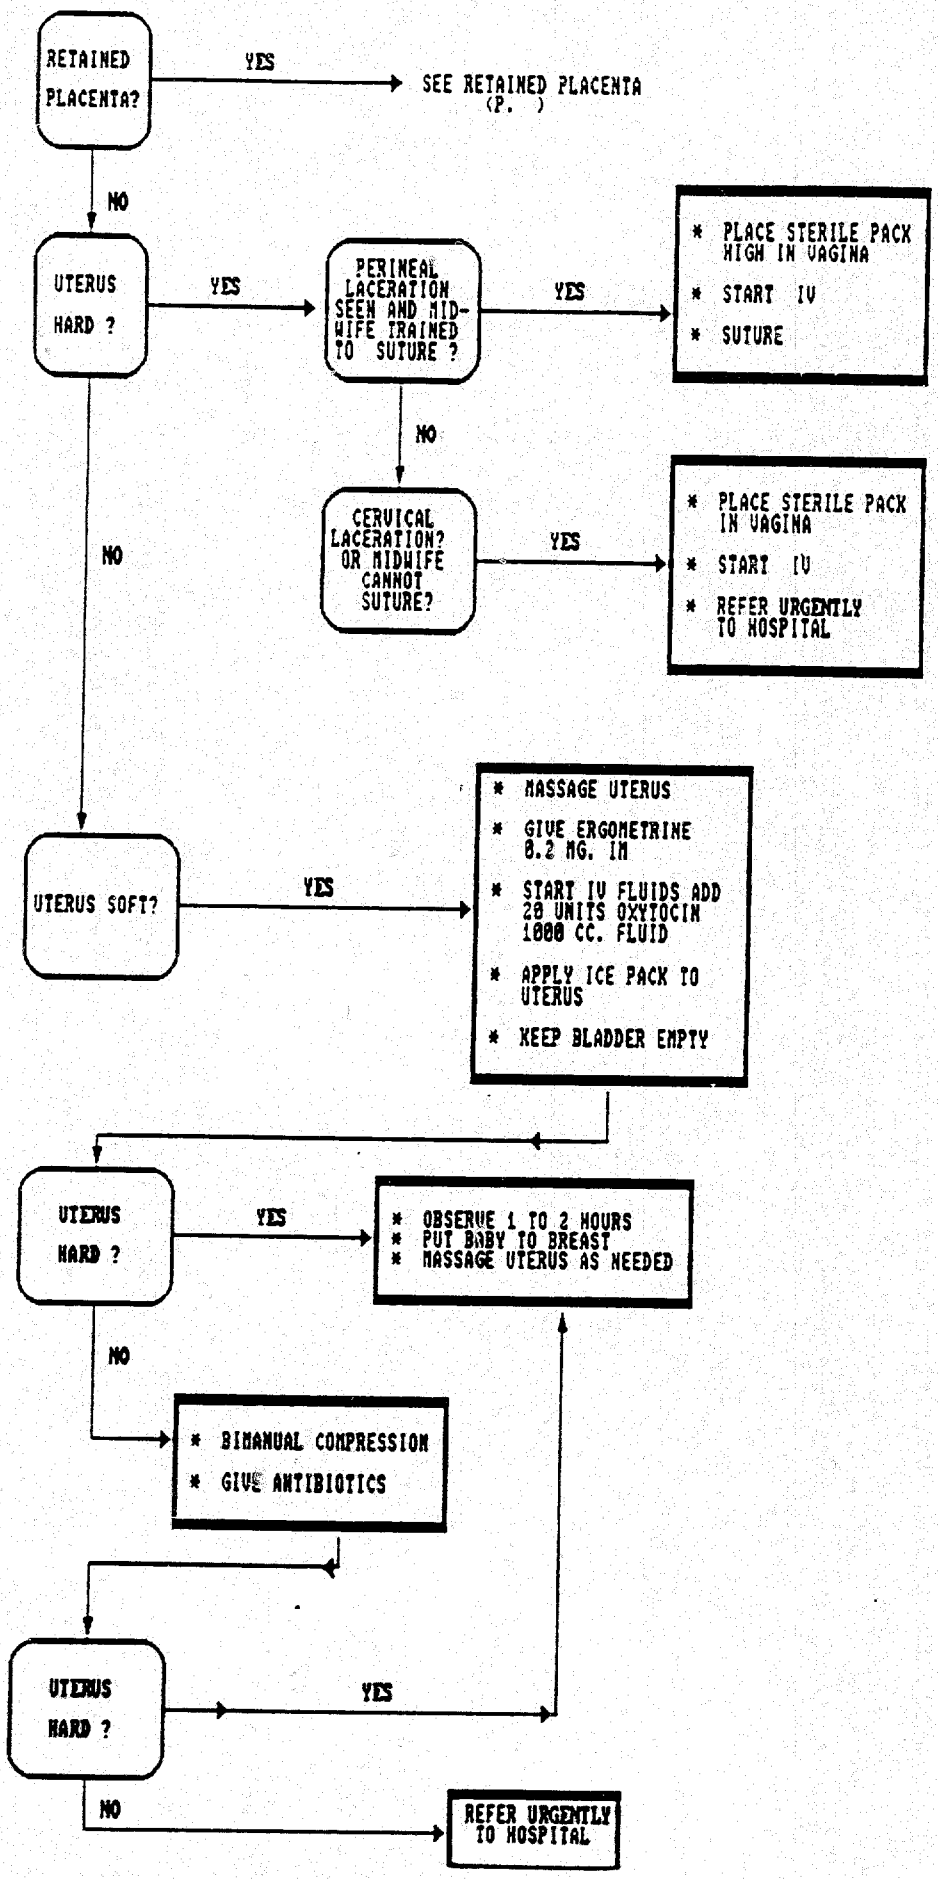 RETAINED
PLACENTA?
YES
SEE RETAINED PLACENTA
(P.   )
NO
UTERUS
HARD ?
YES
PERINEAL
LACERATION
SEEN AND MID-
WIFE TRAINED
TO SUTURE ?
YES
* PLACE STERILE PACK
HIGH IN VAGINA
* START IV
* SUTURE
NO
CERVICAL
LACERATION?
OR MIDWIFE
CANNOT
SUTURE?
YES
* PLACE STERILE PACK
IN VAGINA
* START IV
* REFER URGENTLY
TO HOSPITAL
NO
UTERUS SOFT?
YES
* MASSAGE UTERUS
* GIVE ERGOMETRINE
0.2 MG. IM
* START IV FLUIDS ADD
20 UNITS OXYTOCIN
1000 CC. FLUID
* APPLY ICE PACK TO
UTERUS
* KEEP BLADDER EMPTY
UTERUS
HARD ?
YES
* OBSERVE 1 TO 2 HOURS
* PUT BABY TO BREAST
* MASSAGE UTERUS AS NEEDED
NO
* BIMANUAL COMPRESSION
* GIVE ANTIBIOTICS
UTERUS
HARD ?
YES
NO
REFER URGENTLY
TO HOSPITAL